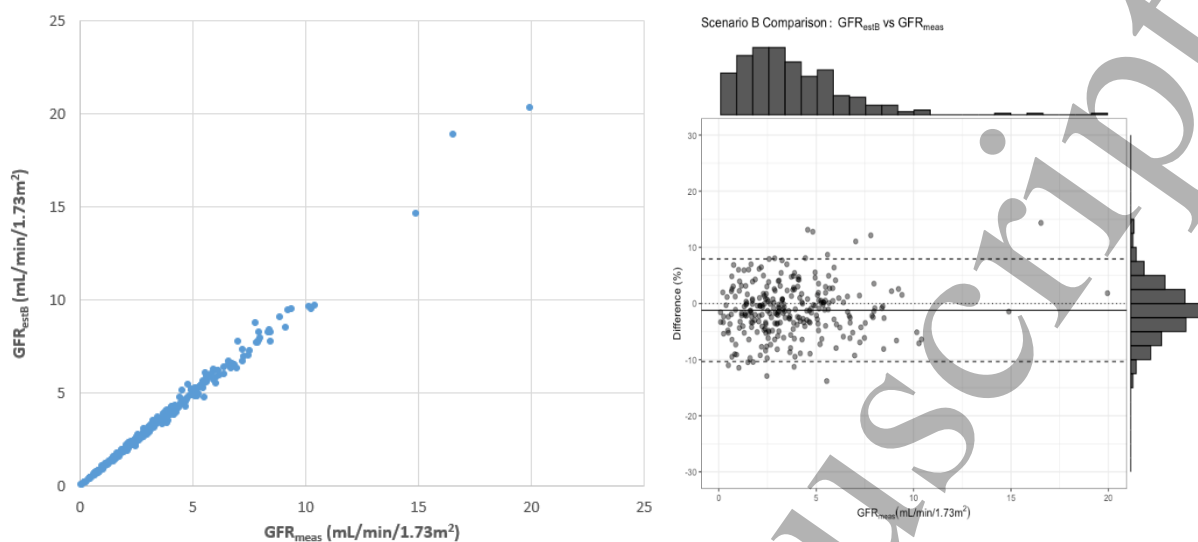 25
20
15
10
5
0
0 5 10 15 20 25
GFRestB (mL/min/1.73m²)
GFRmeas (mL/min/1.73m²)
Scenario B Comparison: GFRestB vs GFRmeas
30
20
10
0
-10
-20
-30
Difference (%)
0 5 10 15 20
GFRmeas(mL/min/1.73m²)
uscript